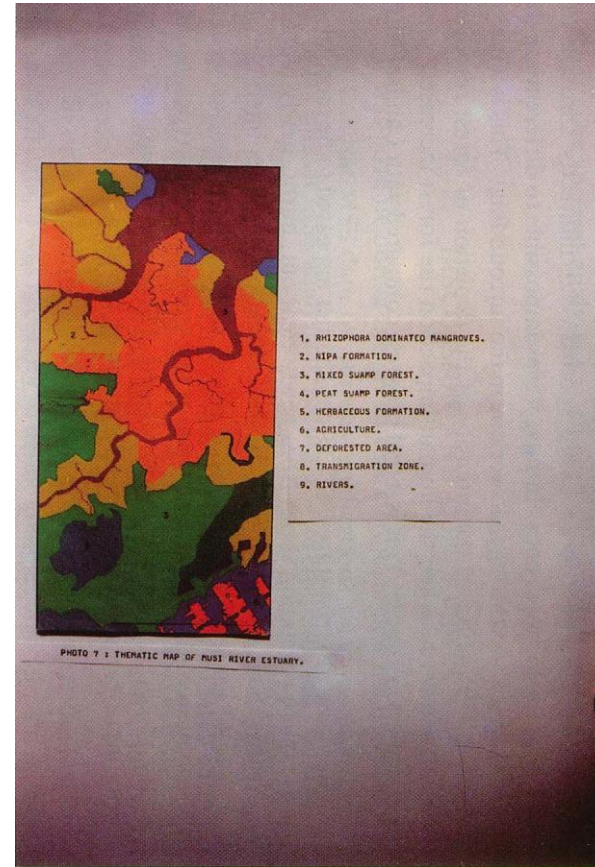 1. RHIZOPHORA DOMINATED MANGROVES.
2. NIPA FORMATION.
3. MIXED SWAMP FOREST.
4. PEAT SWAMP FOREST.
5. HERBACEOUS FORMATION.
6. AGRICULTURE.
7. DEFORESTED AREA.
8. TRANSMIGRATION ZONE.
9. RIVERS.
PHOTO 7 : THEMATIC MAP OF MUSI RIVER ESTUARY.